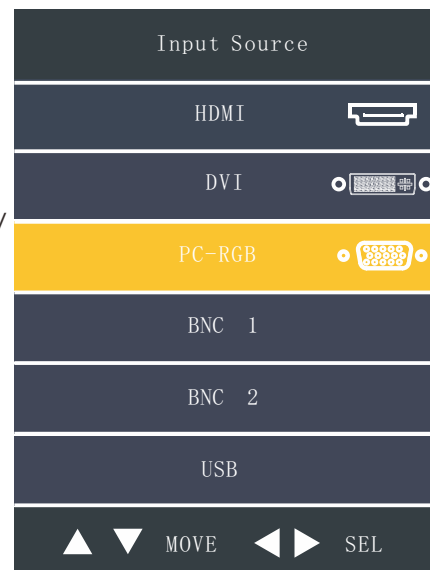 Input Source
HDMI
DVI
PC-RGB
BNC 1
BNC 2
USB
MOVE SEL